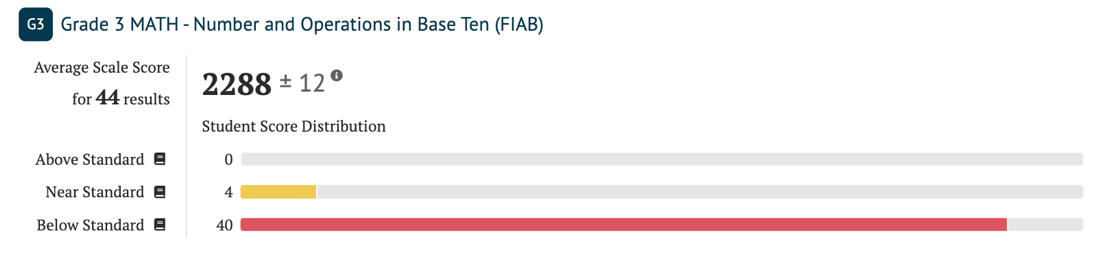 G3 Grade 3 MATH - Number and Operations in Base Ten (FIAB)
Average Scale Score
for 44 results
2288 ± 12
Student Score Distribution
Above Standard 0
Near Standard 4
Below Standard 40